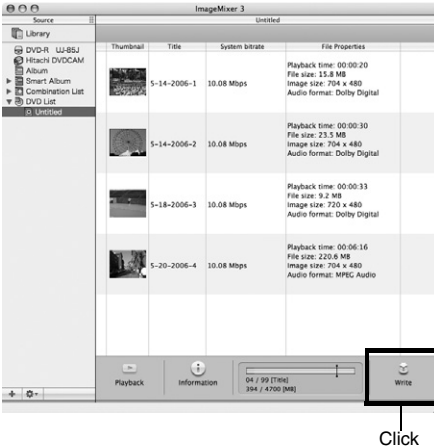 ImageMixer 3
Source
Untitled
Library
DVD-R UJ-85J
Hitachi DVDCAM
Album
Smart Album
Combination List
DVD List
Untitled
Thumbnail Title System bitrate File Properties
5-14-2006-1 10.08 Mbps
Playback time: 00:00:20
File size: 15.8 MB
Image size: 704 x 480
Audio format: Dolby Digital
5-14-2006-2 10.08 Mbps
Playback time: 00:00:30
File size: 23.5 MB
Image size: 704 x 480
Audio format: Dolby Digital
5-18-2006-3 10.08 Mbps
Playback time: 00:00:33
File size: 9.2 MB
Image size: 720 x 480
Audio format: Dolby Digital
5-20-2006-4 10.08 Mbps
Playback time: 00:06:16
File size: 220.6 MB
Image size: 704 x 480
Audio format: MPEG Audio
Playback
Information
04 / 99 [Title]
394 / 4700 [MB]
Write
Click